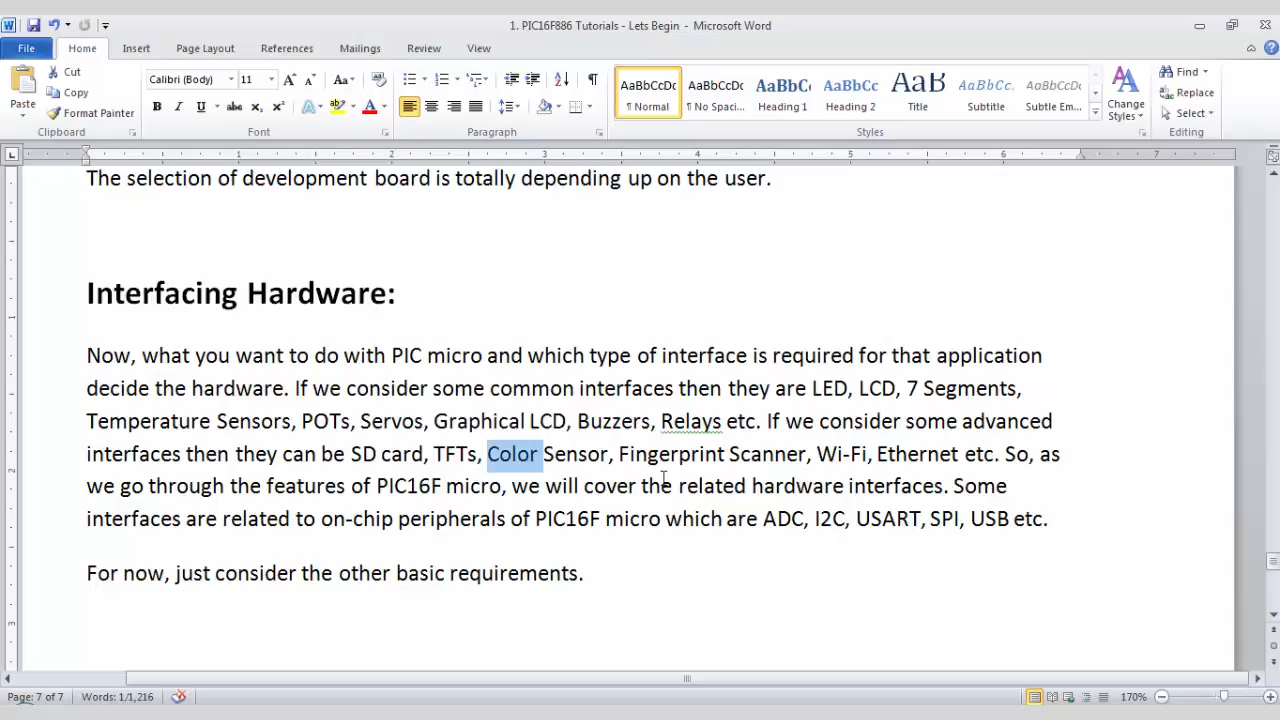 1. PIC16F886 Tutorials - Lets Begin - Microsoft Word
File Home Insert Page Layout References Mailings Review View
Paste Cut Copy Format Painter Clipboard
Calibri (Body) 11 Font
Paragraph
AaBbCcDc ¶ Normal AaBbCcDc ¶ No Spaci... AaBbC Heading 1 AaBbCc Heading 2 AaB Title AaBbCc. Subtitle AaBbCcDc Subtle Em... Styles
Change Styles
Find Replace Select Editing
1 2 3 4 5 6 7
The selection of development board is totally depending up on the user.
Interfacing Hardware:
Now, what you want to do with PIC micro and which type of interface is required for that application
decide the hardware. If we consider some common interfaces then they are LED, LCD, 7 Segments,
Temperature Sensors, POTs, Servos, Graphical LCD, Buzzers, Relays etc. If we consider some advanced
interfaces then they can be SD card, TFTs, Color Sensor, Fingerprint Scanner, Wi-Fi, Ethernet etc. So, as
we go through the features of PIC16F micro, we will cover the related hardware interfaces. Some
interfaces are related to on-chip peripherals of PIC16F micro which are ADC, I2C, USART, SPI, USB etc.
For now, just consider the other basic requirements.
Page: 7 of 7 Words: 1/1,216 170%